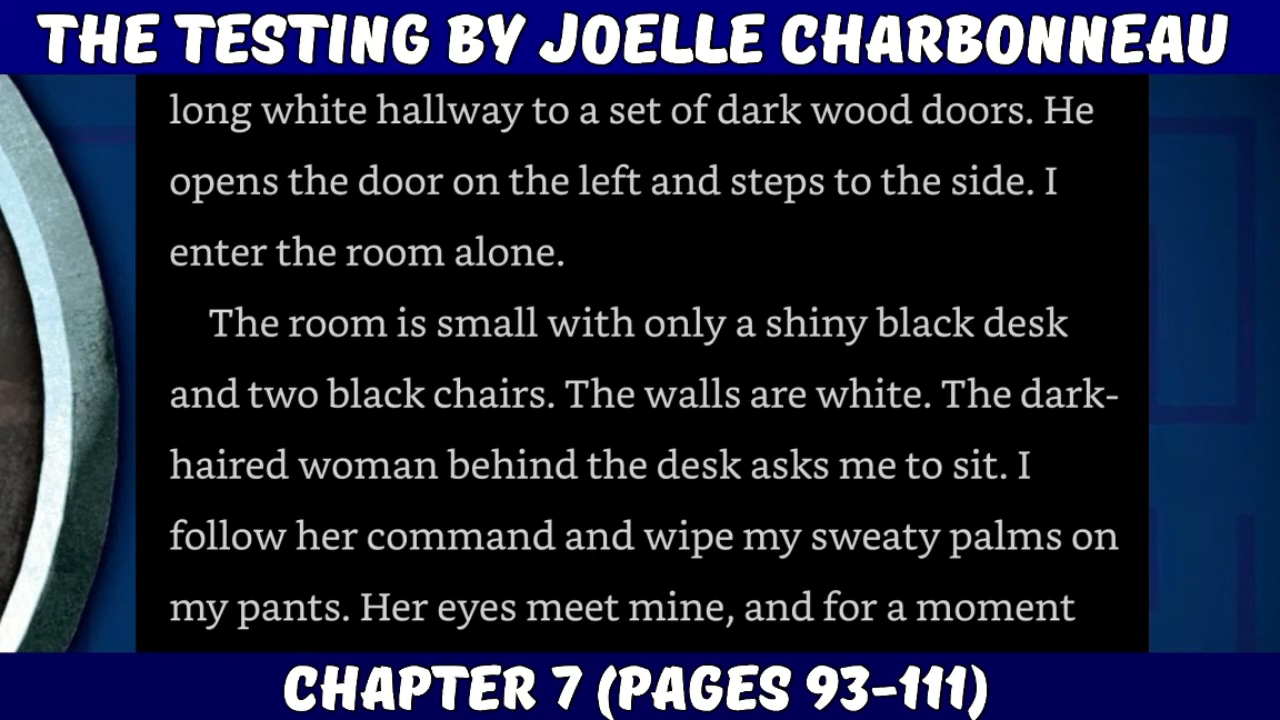 THE TESTING BY JOELLE CHARBONNEAU
long white hallway to a set of dark wood doors. He
opens the door on the left and steps to the side. I
enter the room alone.
The room is small with only a shiny black desk
and two black chairs. The walls are white. The dark-
haired woman behind the desk asks me to sit. I
follow her command and wipe my sweaty palms on
my pants. Her eyes meet mine, and for a moment
CHAPTER 7 (PAGES 93-111)